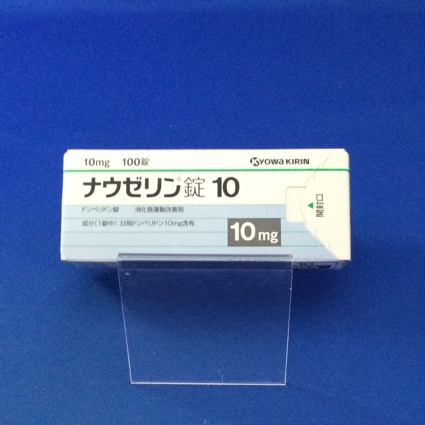 10mg 100錠
KYOWA KIRIN
ナウゼリン®錠 10
ドンペリドン錠 消化管運動改善剤
成分(1錠中):日局ドンペリドン10mg含有
10mg
開封口